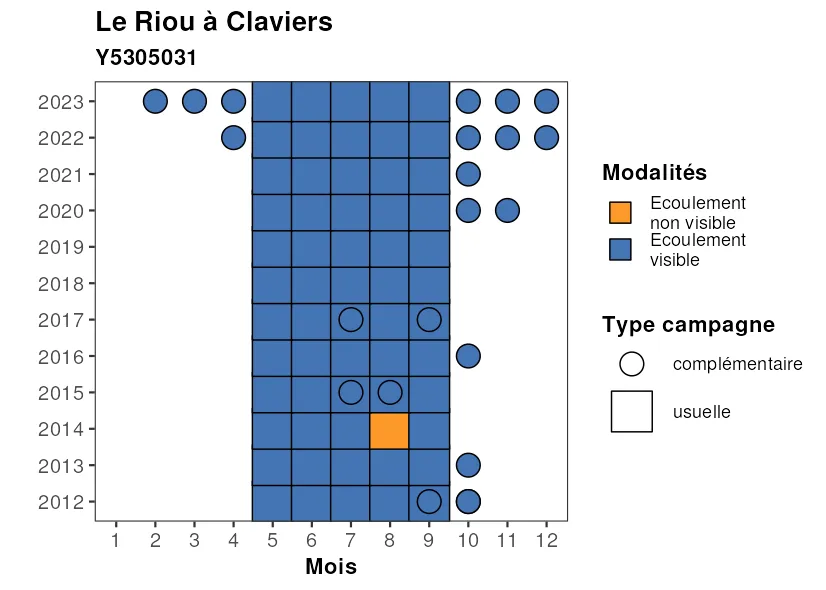 Le Riou à Claviers
Y5305031
2023
2022
2021
2020
2019
2018
2017
2016
2015
2014
2013
2012
1 2 3 4 5 6 7 8 9 10 11 12
Mois
Modalités
Ecoulement
non visible
Ecoulement
visible
Type campagne
complémentaire
usuelle